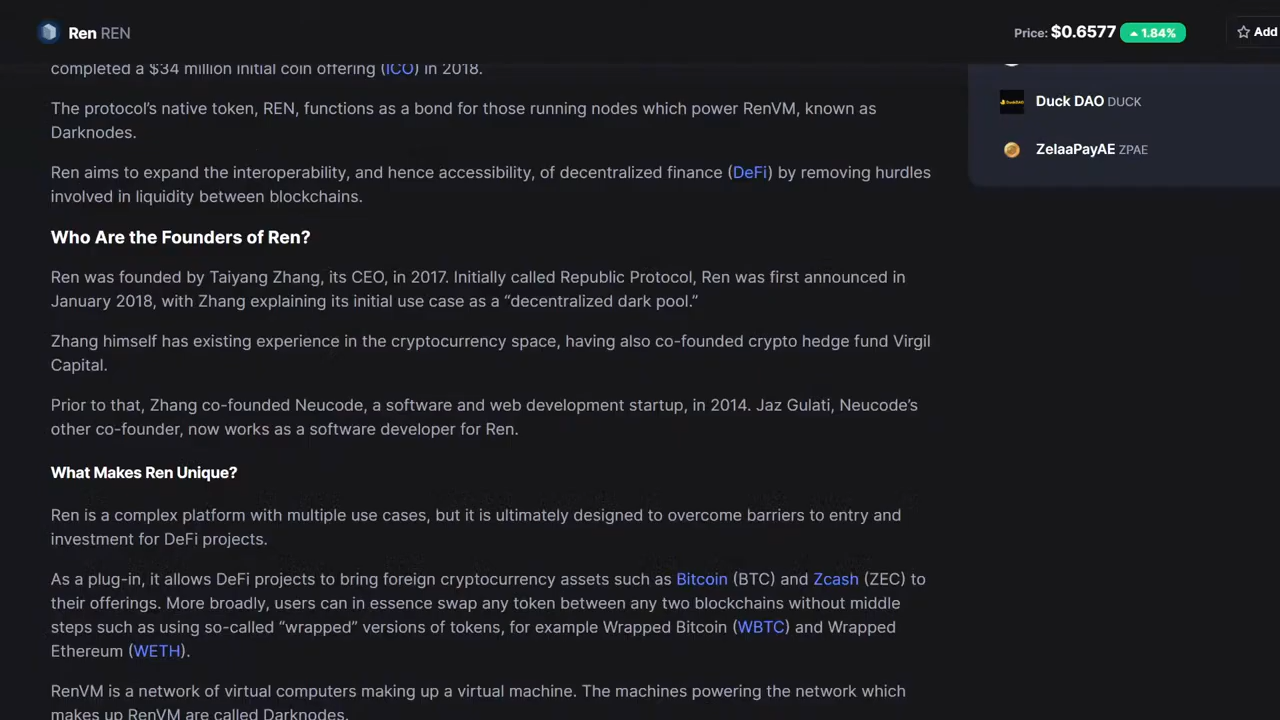 Ren REN
Price: $0.6577 1.84%
Add
completed a $34 million initial coin offering (ICO) in 2018.
The protocol’s native token, REN, functions as a bond for those running nodes which power RenVM, known as
Darknodes.
Ren aims to expand the interoperability, and hence accessibility, of decentralized finance (DeFi) by removing hurdles
involved in liquidity between blockchains.
Who Are the Founders of Ren?
Ren was founded by Taiyang Zhang, its CEO, in 2017. Initially called Republic Protocol, Ren was first announced in
January 2018, with Zhang explaining its initial use case as a “decentralized dark pool.”
Zhang himself has existing experience in the cryptocurrency space, having also co-founded crypto hedge fund Virgil
Capital.
Prior to that, Zhang co-founded Neucode, a software and web development startup, in 2014. Jaz Gulati, Neucode’s
other co-founder, now works as a software developer for Ren.
What Makes Ren Unique?
Ren is a complex platform with multiple use cases, but it is ultimately designed to overcome barriers to entry and
investment for DeFi projects.
As a plug-in, it allows DeFi projects to bring foreign cryptocurrency assets such as Bitcoin (BTC) and Zcash (ZEC) to
their offerings. More broadly, users can in essence swap any token between any two blockchains without middle
steps such as using so-called “wrapped” versions of tokens, for example Wrapped Bitcoin (WBTC) and Wrapped
Ethereum (WETH).
RenVM is a network of virtual computers making up a virtual machine. The machines powering the network which
makes up RenVM are called Darknodes.
Duck DAO DUCK
ZelaaPayAE ZPAE